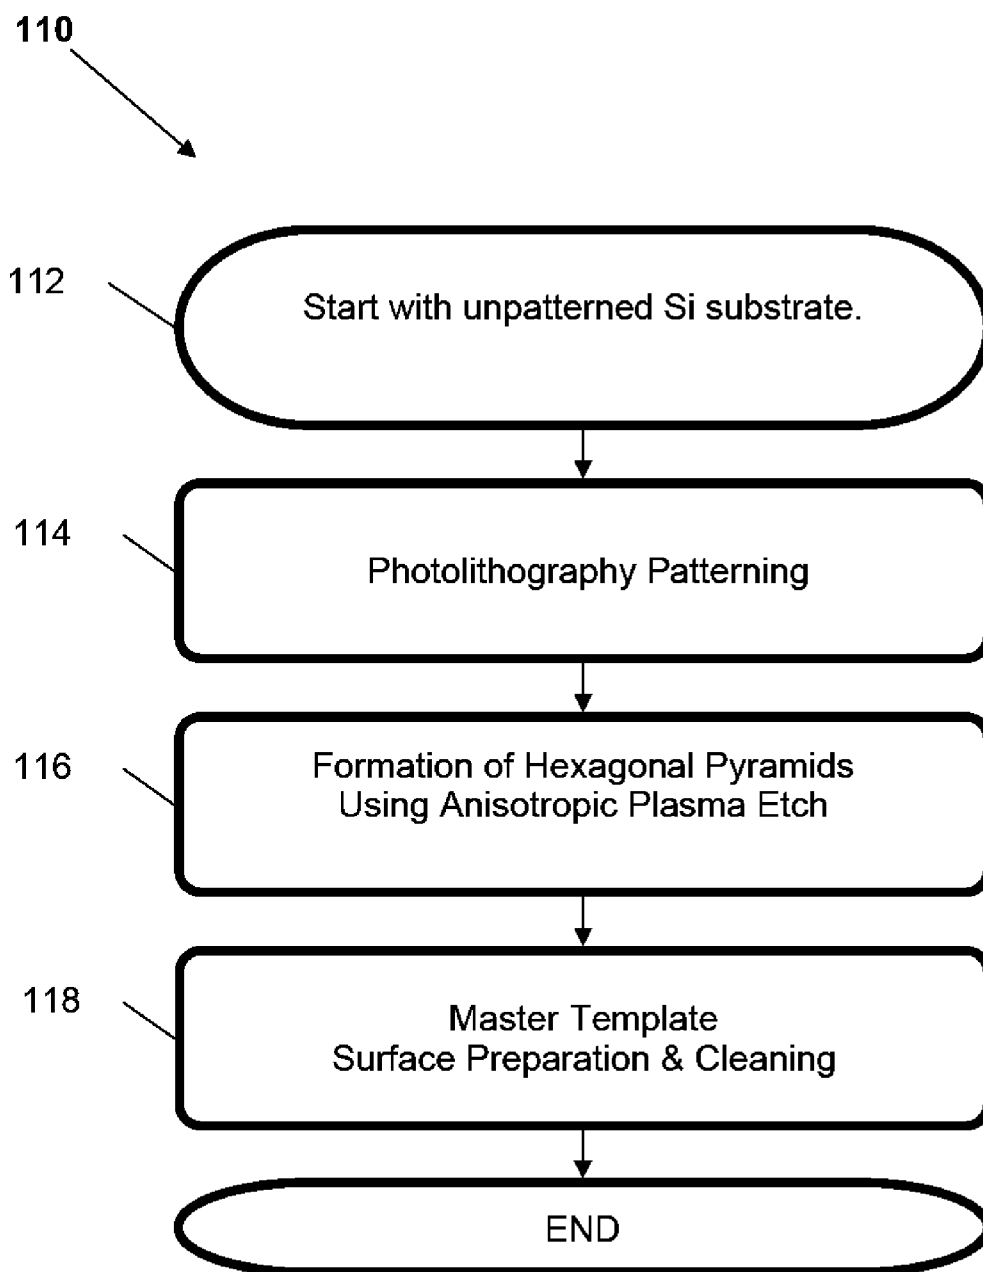 110
112
Start with unpatterned Si substrate.
114
Photolithography Patterning
116
Formation of Hexagonal Pyramids
Using Anisotropic Plasma Etch
118
Master Template
Surface Preparation & Cleaning
END